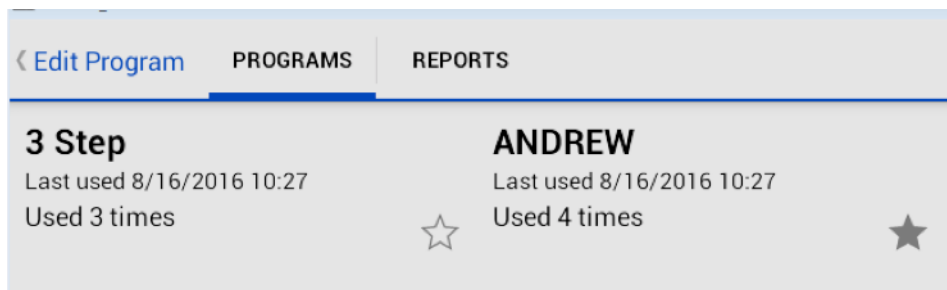 Edit Program
PROGRAMS
REPORTS
3 Step
Last used 8/16/2016 10:27
Used 3 times
ANDREW
Last used 8/16/2016 10:27
Used 4 times